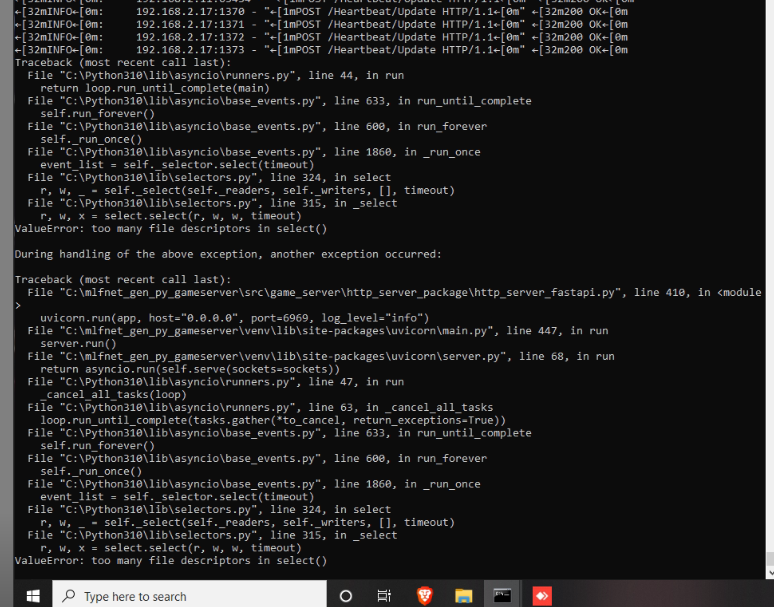 ←[32mINFO←[0m:     192.168.2.17:1370 - "←[1mPOST /Heartbeat/Update HTTP/1.1←[0m" ←[32m200 OK←[0m
←[32mINFO←[0m:     192.168.2.17:1371 - "←[1mPOST /Heartbeat/Update HTTP/1.1←[0m" ←[32m200 OK←[0m
←[32mINFO←[0m:     192.168.2.17:1372 - "←[1mPOST /Heartbeat/Update HTTP/1.1←[0m" ←[32m200 OK←[0m
←[32mINFO←[0m:     192.168.2.17:1373 - "←[1mPOST /Heartbeat/Update HTTP/1.1←[0m" ←[32m200 OK←[0m
Traceback (most recent call last):
  File "C:\Python310\lib\asyncio\runners.py", line 44, in run
    return loop.run_until_complete(main)
  File "C:\Python310\lib\asyncio\base_events.py", line 633, in run_until_complete
    self.run_forever()
  File "C:\Python310\lib\asyncio\base_events.py", line 600, in run_forever
    self._run_once()
  File "C:\Python310\lib\asyncio\base_events.py", line 1860, in _run_once
    event_list = self._selector.select(timeout)
  File "C:\Python310\lib\selectors.py", line 324, in select
    r, w, _ = self._select(self._readers, self._writers, [], timeout)
  File "C:\Python310\lib\selectors.py", line 315, in _select
    r, w, x = select.select(r, w, w, timeout)
ValueError: too many file descriptors in select()
During handling of the above exception, another exception occurred:
Traceback (most recent call last):
  File "C:\mlfnet_gen_py_gameserver\src\game_server\http_server_package\http_server_fastapi.py", line 410, in <module
>
    uvicorn.run(app, host="0.0.0.0", port=6969, log_level="info")
  File "C:\mlfnet_gen_py_gameserver\venv\lib\site-packages\uvicorn\main.py", line 447, in run
    server.run()
  File "C:\mlfnet_gen_py_gameserver\venv\lib\site-packages\uvicorn\server.py", line 68, in run
    return asyncio.run(self.serve(sockets=sockets))
  File "C:\Python310\lib\asyncio\runners.py", line 47, in run
    _cancel_all_tasks(loop)
  File "C:\Python310\lib\asyncio\runners.py", line 63, in _cancel_all_tasks
    loop.run_until_complete(tasks.gather(*to_cancel, return_exceptions=True))
  File "C:\Python310\lib\asyncio\base_events.py", line 633, in run_until_complete
    self.run_forever()
  File "C:\Python310\lib\asyncio\base_events.py", line 600, in run_forever
    self._run_once()
  File "C:\Python310\lib\asyncio\base_events.py", line 1860, in _run_once
    event_list = self._selector.select(timeout)
  File "C:\Python310\lib\selectors.py", line 324, in select
    r, w, _ = self._select(self._readers, self._writers, [], timeout)
  File "C:\Python310\lib\selectors.py", line 315, in _select
    r, w, x = select.select(r, w, w, timeout)
ValueError: too many file descriptors in select()
Type here to search